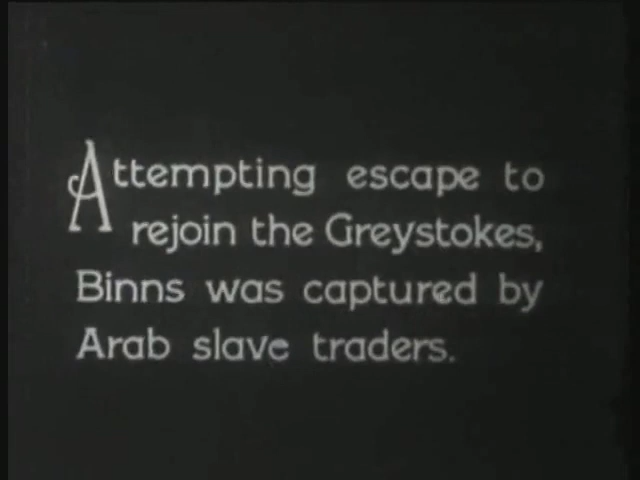 Attempting escape to
rejoin the Greystokes,
Binns was captured by
Arab slave traders.